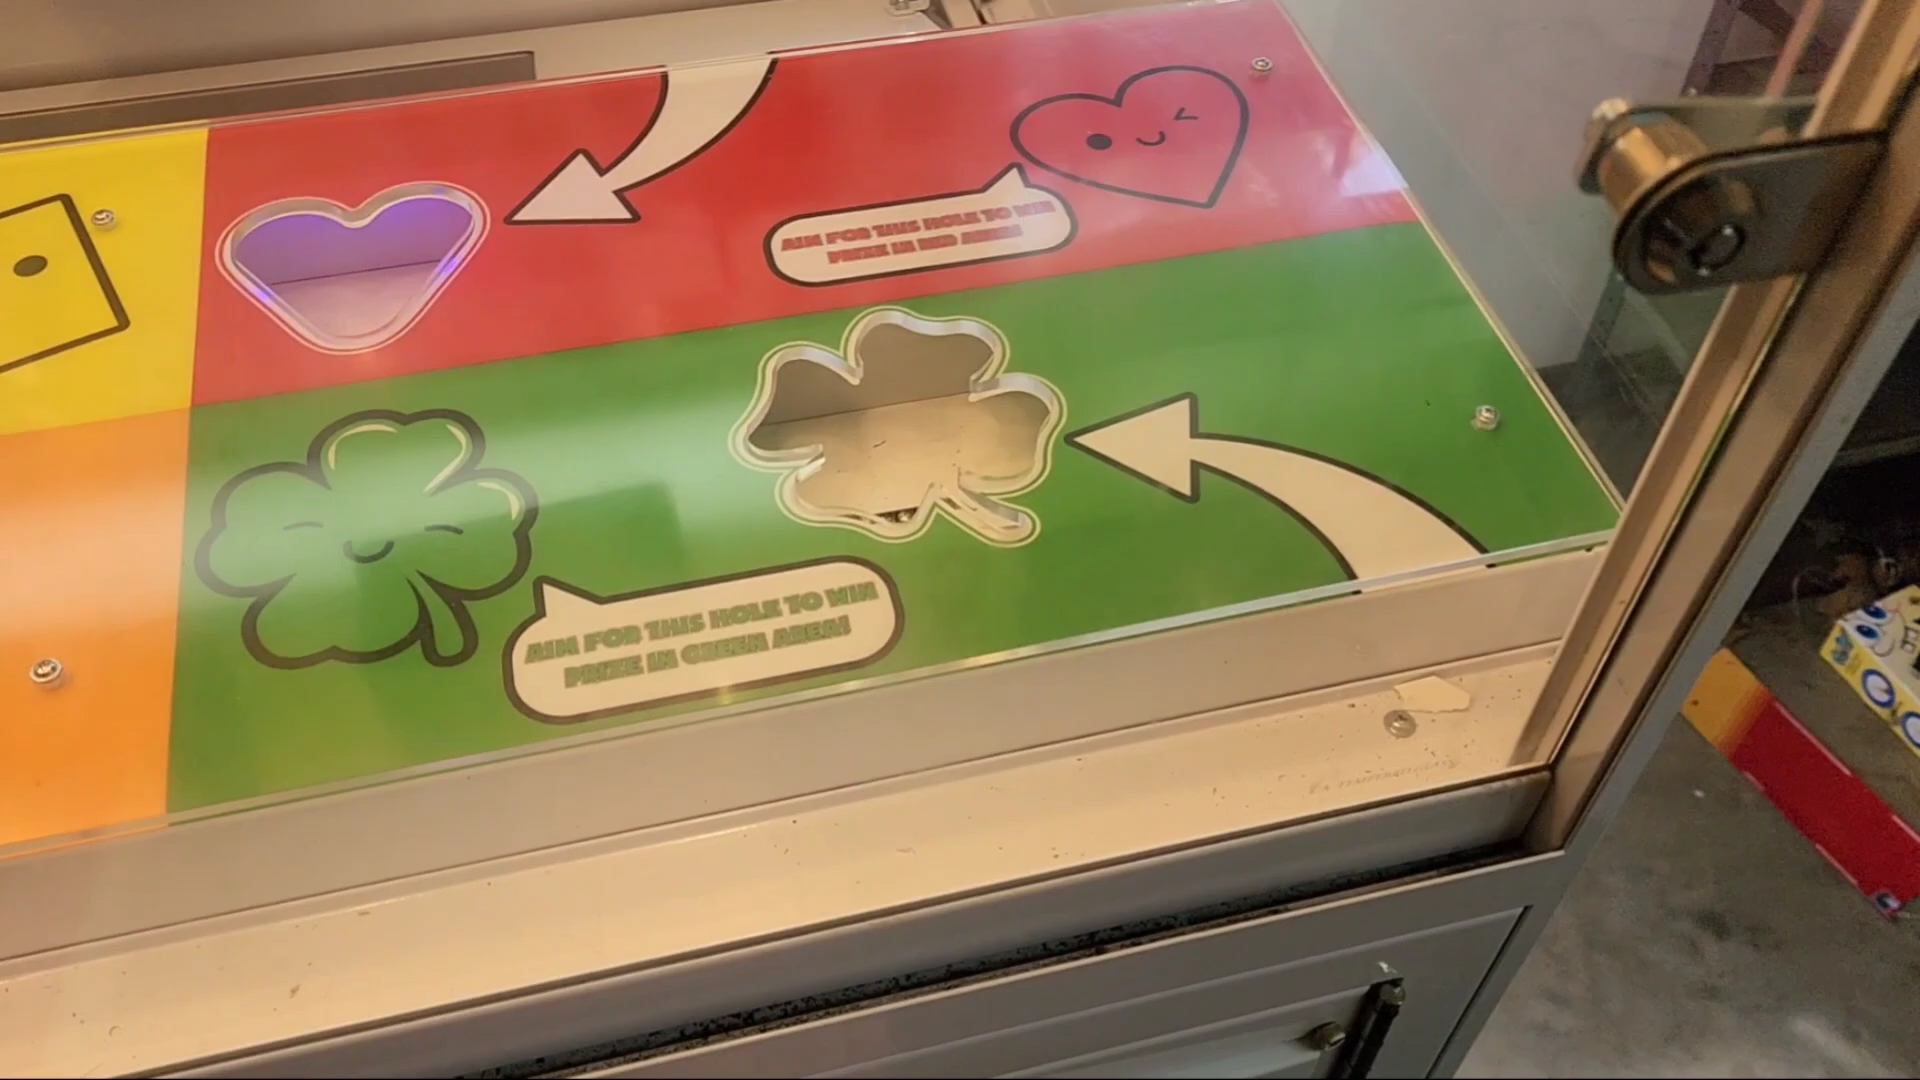 AIM FOR THIS HOLE TO WIN
PRIZE IN RED AREA!
AIM FOR THIS HOLE TO WIN
PRIZE IN GREEN AREA!